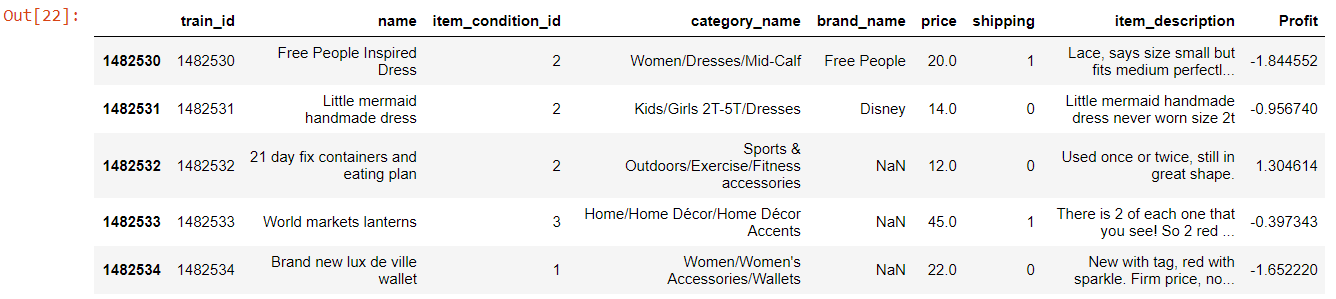 Out[22]:
train_id name item_condition_id category_name brand_name price shipping item_description Profit
1482530 1482530 Free People Inspired Dress 2 Women/Dresses/Mid-Calf Free People 20.0 1 Lace, says size small but fits medium perfectl... -1.844552
1482531 1482531 Little mermaid handmade dress 2 Kids/Girls 2T-5T/Dresses Disney 14.0 0 Little mermaid handmade dress never worn size 2t -0.956740
1482532 1482532 21 day fix containers and eating plan 2 Sports & Outdoors/Exercise/Fitness accessories NaN 12.0 0 Used once or twice, still in great shape. 1.304614
1482533 1482533 World markets lanterns 3 Home/Home Décor/Home Décor Accents NaN 45.0 1 There is 2 of each one that you see! So 2 red ... -0.397343
1482534 1482534 Brand new lux de ville wallet 1 Women/Women's Accessories/Wallets NaN 22.0 0 New with tag, red with sparkle. Firm price, no... -1.652220